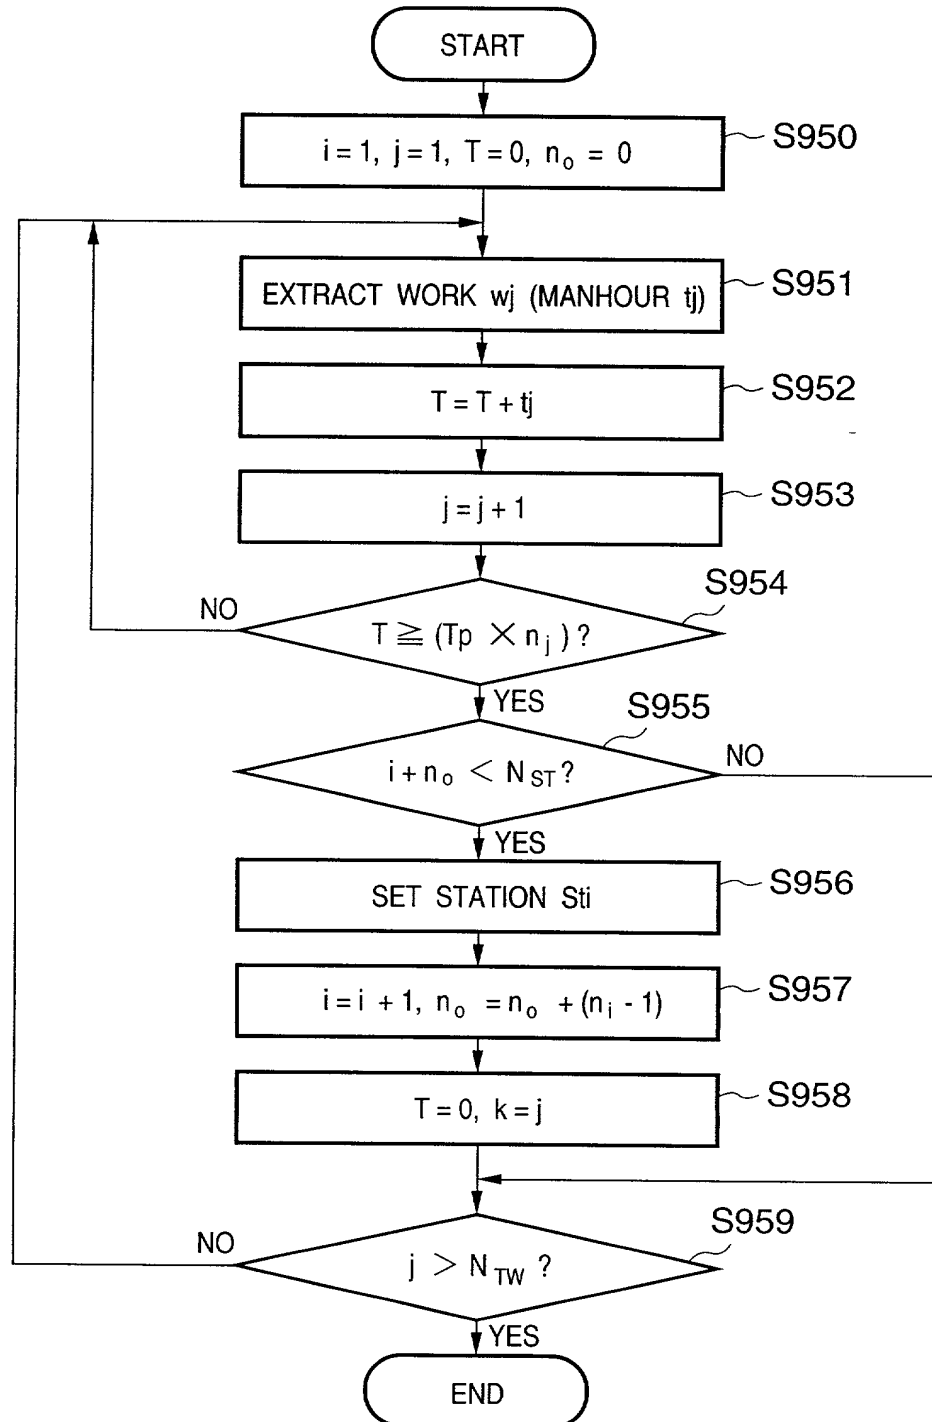 START
i = 1, j = 1, T = 0, nₒ = 0
S950
EXTRACT WORK wj (MANHOUR tj)
S951
T = T + tj
S952
j = j + 1
S953
S954
NO
T ≧ (Tp × nⱼ) ?
YES
S955
i + nₒ < N_ST ?
NO
YES
SET STATION Sti
S956
i = i + 1, nₒ = nₒ + (nᵢ - 1)
S957
T = 0, k = j
S958
S959
NO
j > N_TW ?
YES
END